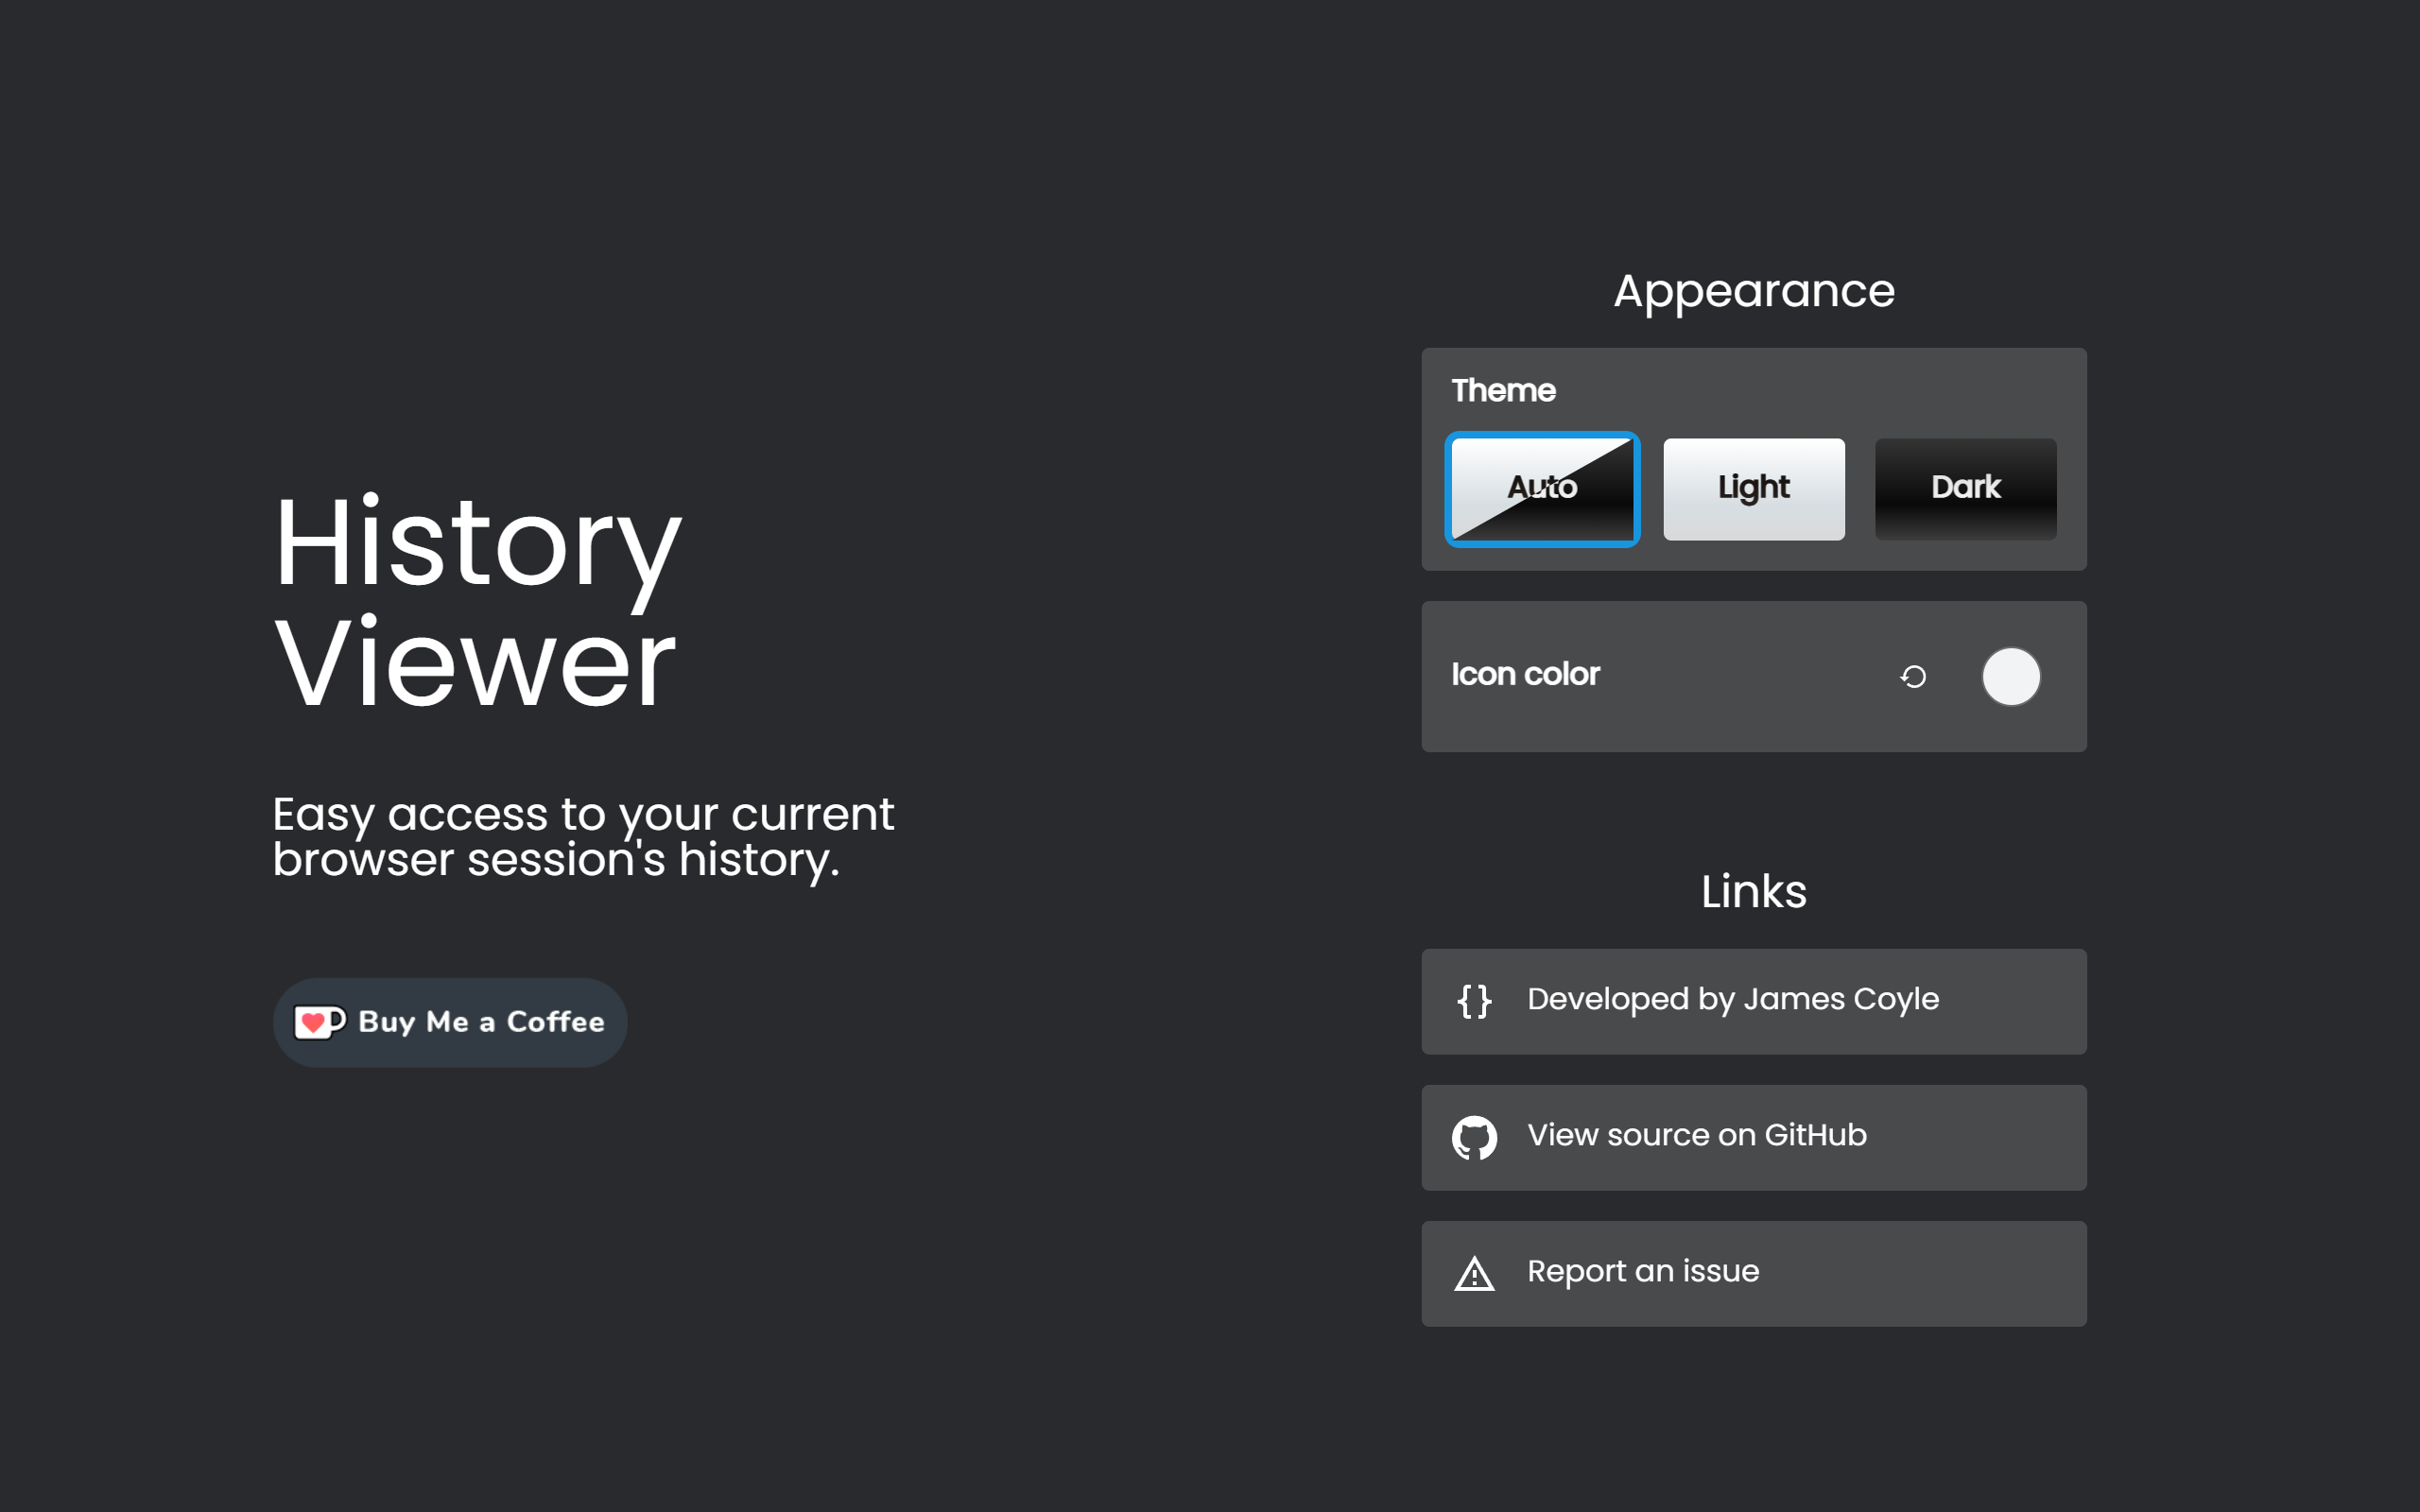 History
Viewer
Easy access to your current
browser session's history.
Buy Me a Coffee
Appearance
Theme
Auto
Light
Dark
Icon color
Links
Developed by James Coyle
View source on GitHub
Report an issue